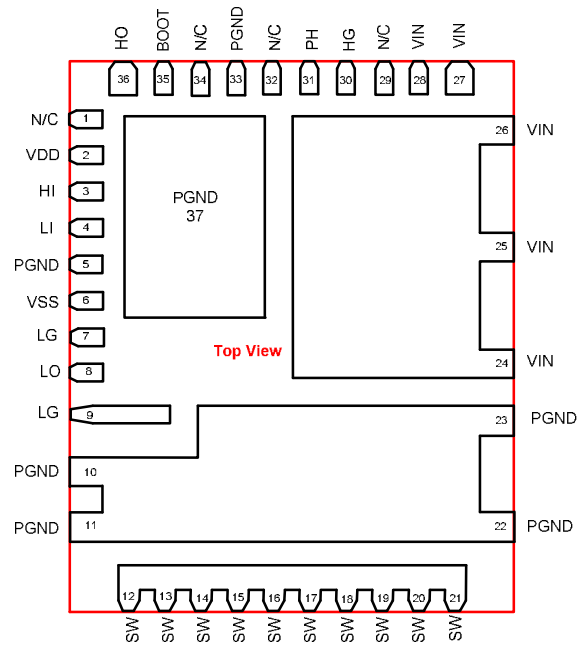 HO BOOT N/C PGND N/C PH HG N/C VIN VIN
36 35 34 33 32 31 30 29 28 27
N/C 1
VDD 2
HI 3
LI 4
PGND 5
VSS 6
LG 7
LO 8
LG 9
PGND 10
PGND 11
PGND
37
Top View
26 VIN
25 VIN
24 VIN
23 PGND
22 PGND
12 13 14 15 16 17 18 19 20 21
SW SW SW SW SW SW SW SW SW SW